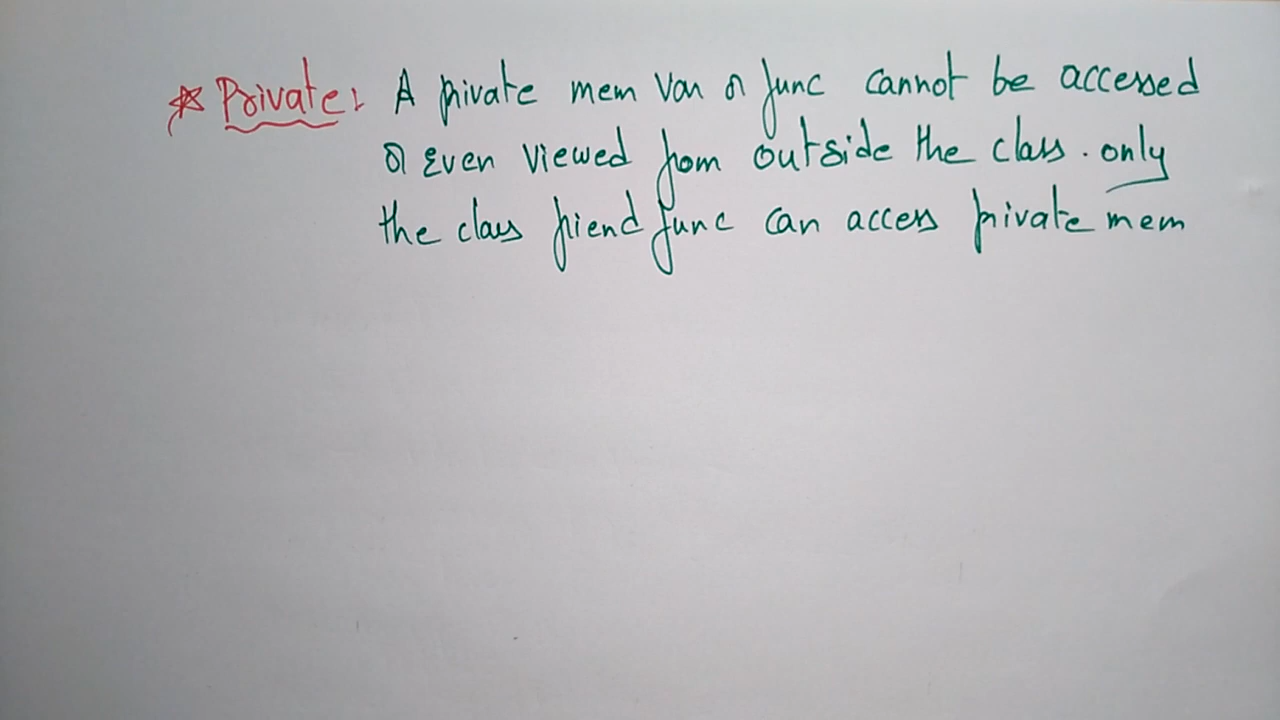 * Private: A private mem var or func cannot be accessed
or even viewed from outside the class. only
the class friend func can access private mem